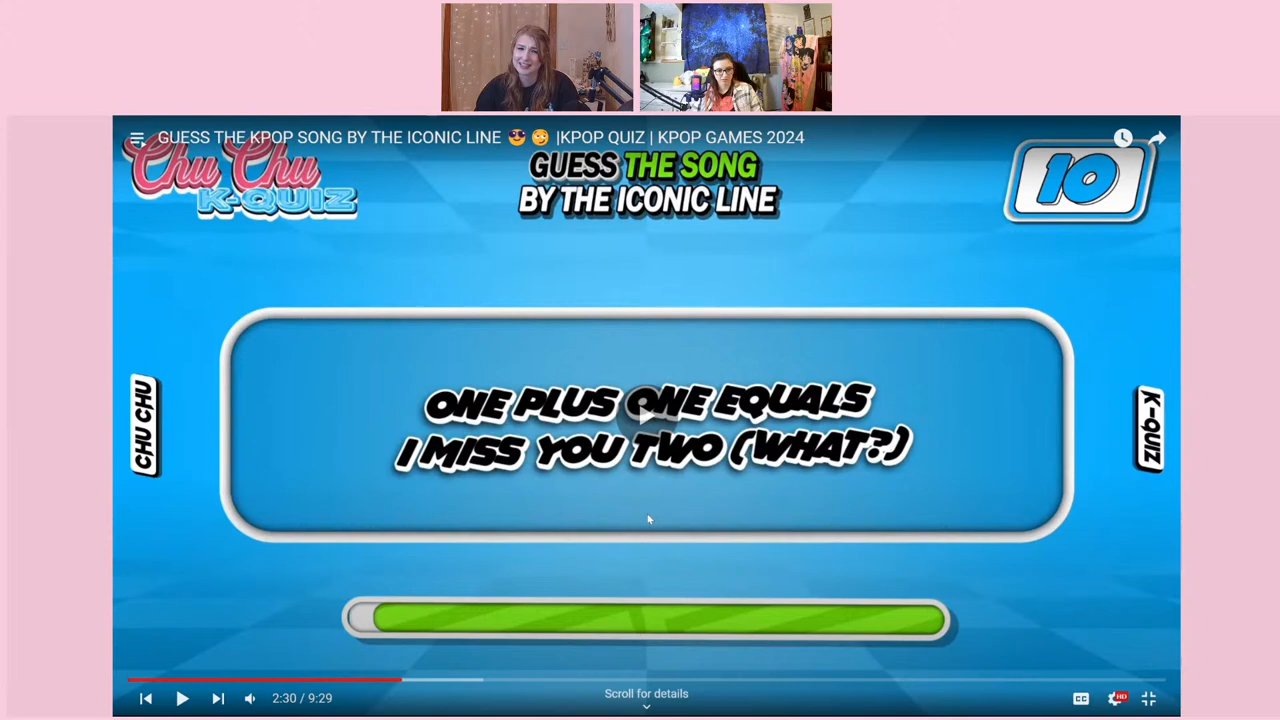 GUESS THE KPOP SONG BY THE ICONIC LINE 😎 😏 |KPOP QUIZ | KPOP GAMES 2024
Chu Chu
K-QUIZ
GUESS THE SONG
BY THE ICONIC LINE
10
CHU CHU
ONE PLUS ONE EQUALS
I MISS YOU TWO (WHAT?)
K-QUIZ
2:30 / 9:29
Scroll for details
CC
HD